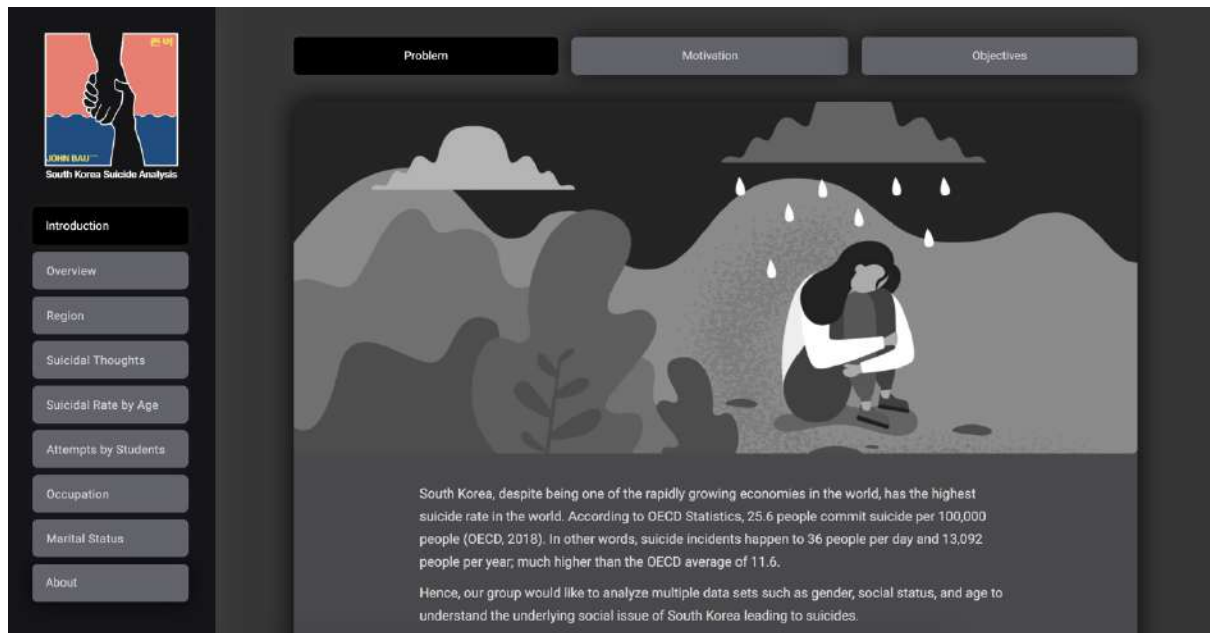 JOHN BAU
South Korea Suicide Analysis
Introduction
Overview
Region
Suicidal Thoughts
Suicidal Rate by Age
Attempts by Students
Occupation
Marital Status
About
Problem
Motivation
Objectives
South Korea, despite being one of the rapidly growing economies in the world, has the highest
suicide rate in the world. According to OECD Statistics, 25.6 people commit suicide per 100,000
people (OECD, 2018). In other words, suicide incidents happen to 36 people per day and 13,092
people per year; much higher than the OECD average of 11.6.
Hence, our group would like to analyze multiple data sets such as gender, social status, and age to
understand the underlying social issue of South Korea leading to suicides.